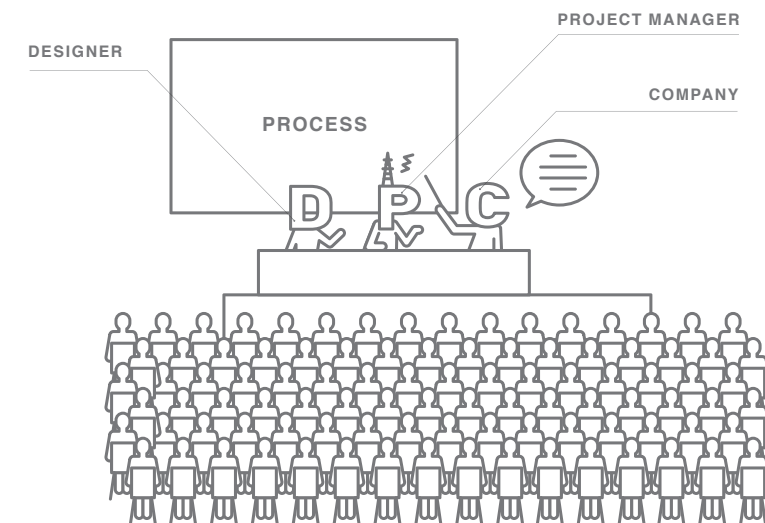 PROJECT MANAGER
DESIGNER
COMPANY
PROCESS
D P C